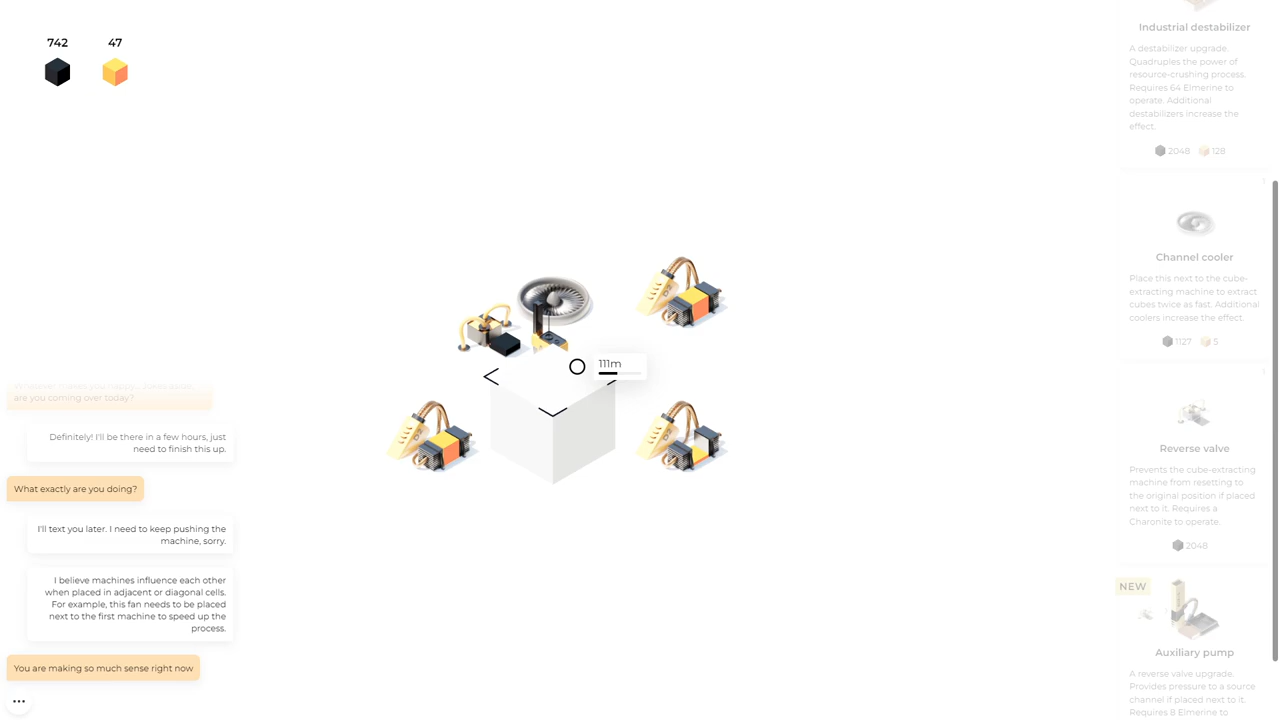 742
47
Industrial destabilizer
A destabilizer upgrade.
Quadruples the power of
resource-crushing process.
Requires 64 Elmerine to
operate. Additional
destabilizers increase the
effect.
2048 128
Channel cooler
Place this next to the cube-
extracting machine to extract
cubes twice as fast. Additional
coolers increase the effect.
1127 5
111m
are you coming over today?
Definitely! I'll be there in a few hours, just
need to finish this up.
What exactly are you doing?
I'll text you later. I need to keep pushing the
machine, sorry.
I believe machines influence each other
when placed in adjacent or diagonal cells.
For example, this fan needs to be placed
next to the first machine to speed up the
process.
You are making so much sense right now
Reverse valve
Prevents the cube-extracting
machine from resetting to
the original position if placed
next to it. Requires a
Charonite to operate.
2048
NEW
Auxiliary pump
A reverse valve upgrade.
Provides pressure to a source
channel if placed next to it.
Requires 8 Elmerine to